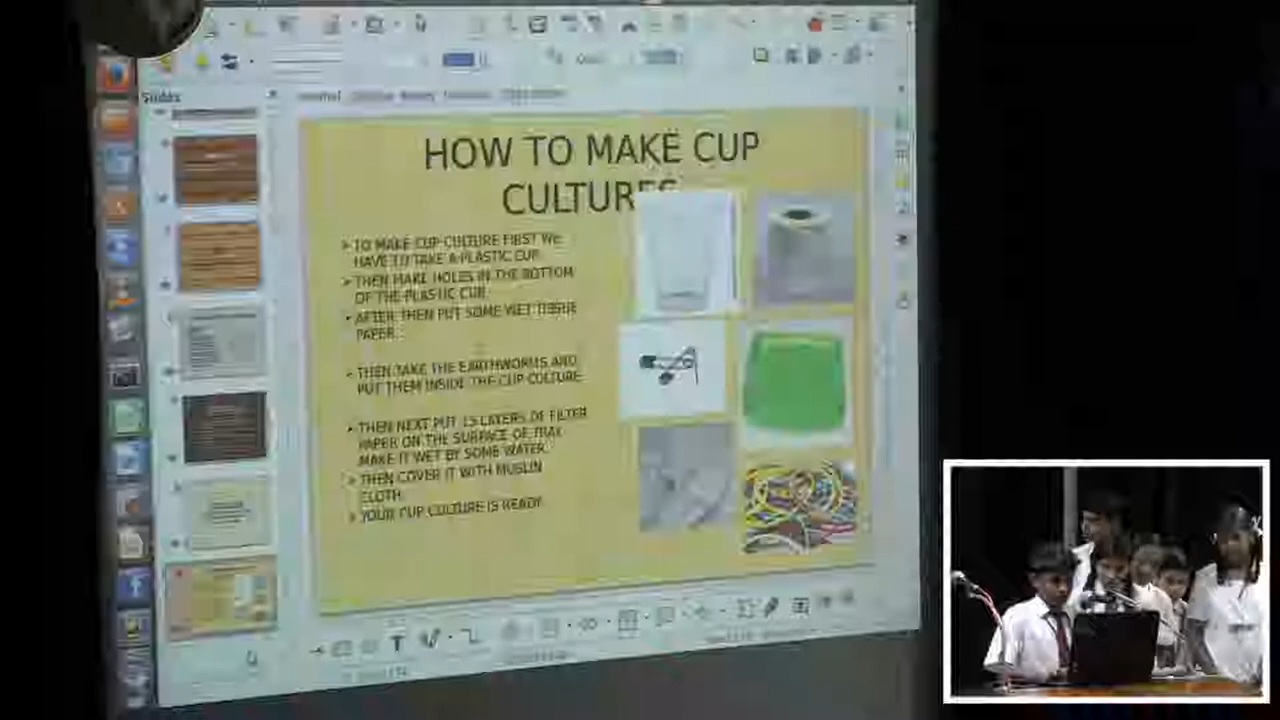 Slides
HOW TO MAKE CUP
CULTURES
TO MAKE CUP CULTURE FIRST WE
HAVE TO TAKE A PLASTIC CUP
THEN MAKE HOLES IN THE BOTTOM
OF THE PLASTIC CUP
AFTER THEN PUT SOME WET TISSUE
PAPER
THEN TAKE THE EARTHWORMS AND
PUT THEM INSIDE THE CUP CULTURE
THEN NEXT PUT 15 LAYERS OF FILTER
PAPER ON THE SURFACE OF TRAY
MAKE IT WET BY SOME WATER.
THEN COVER IT WITH MUSLIN
CLOTH
YOUR CUP CULTURE IS READY